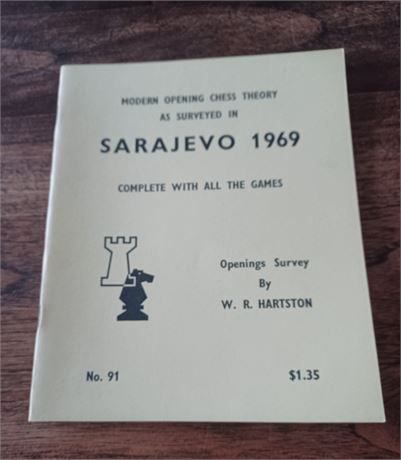 MODERN OPENING CHESS THEORY
AS SURVEYED IN
SARAJEVO 1969
COMPLETE WITH ALL THE GAMES
Openings Survey
By
W. R. HARTSTON
No. 91
$1.35